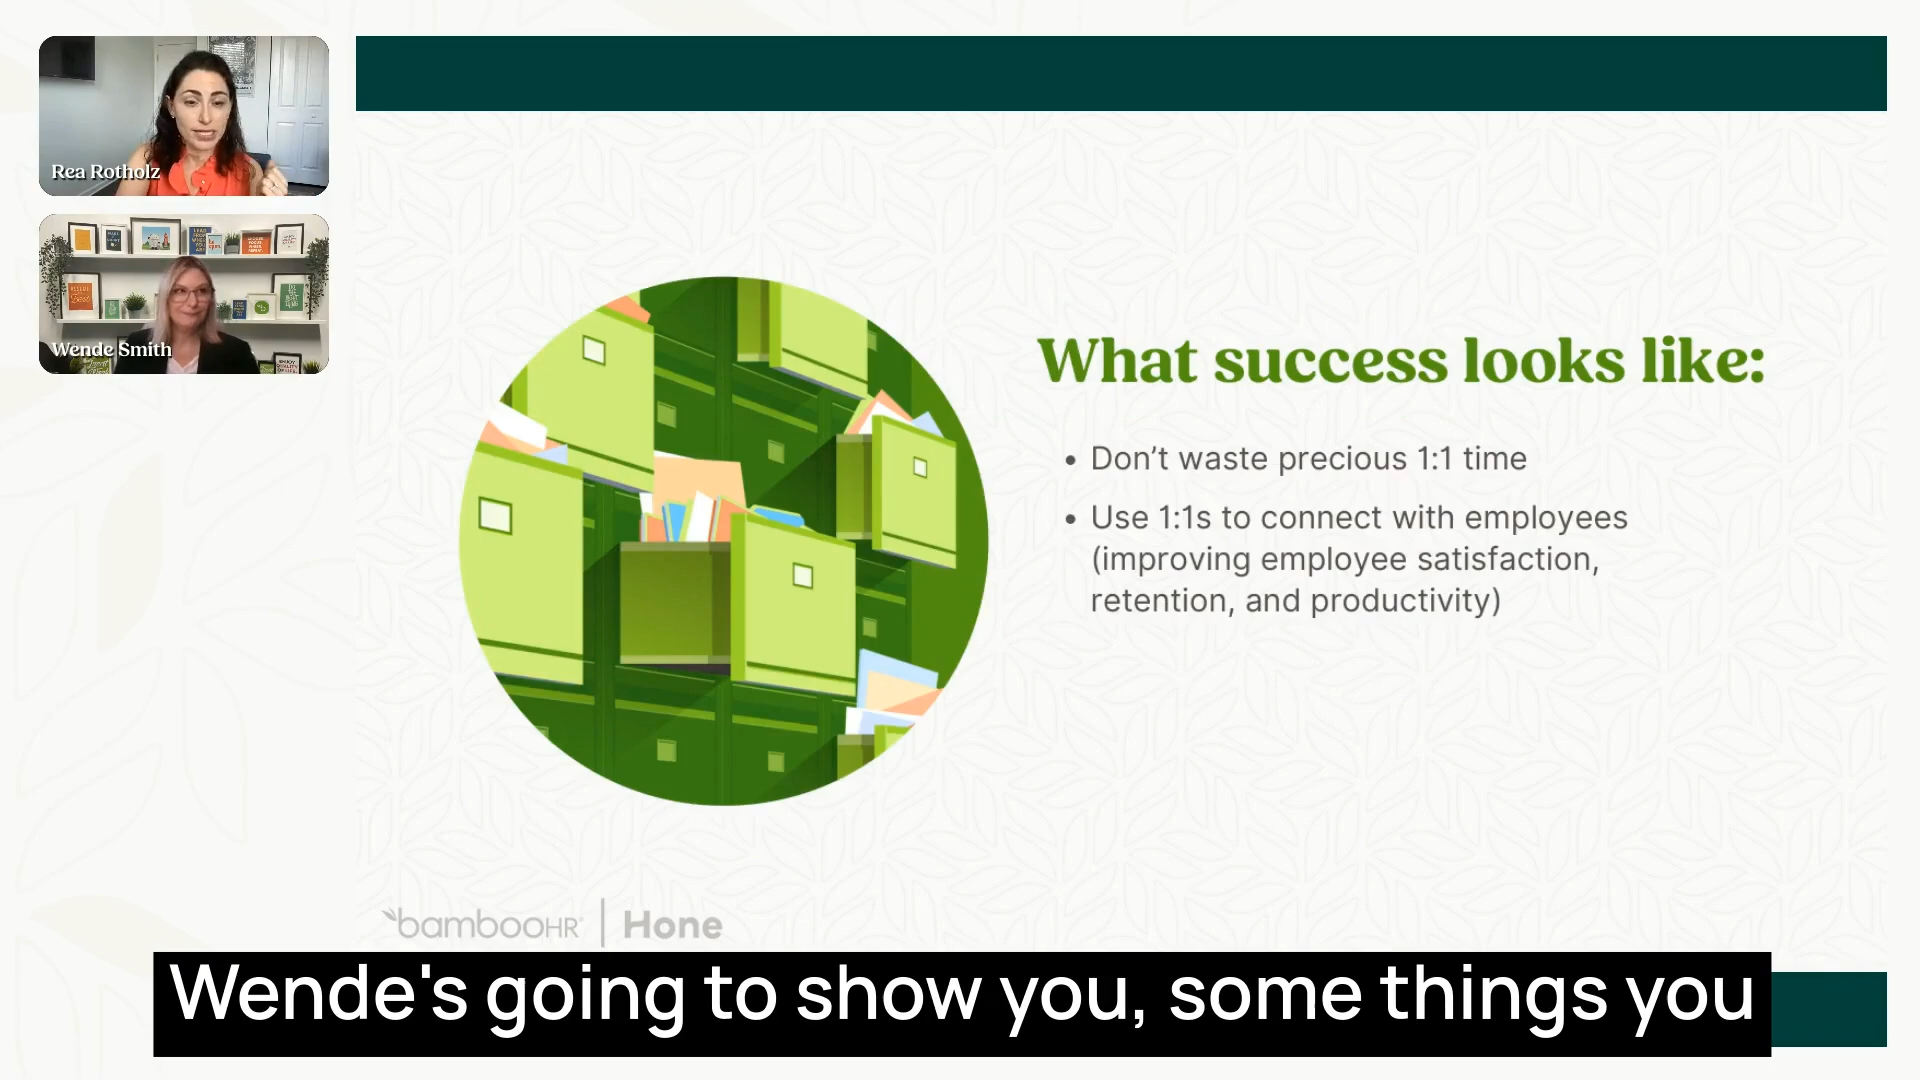 Rea Rotholz
Wende Smith
What success looks like:
• Don’t waste precious 1:1 time
• Use 1:1s to connect with employees
(improving employee satisfaction,
retention, and productivity)
bambooHR® | Hone
Wende's going to show you, some things you